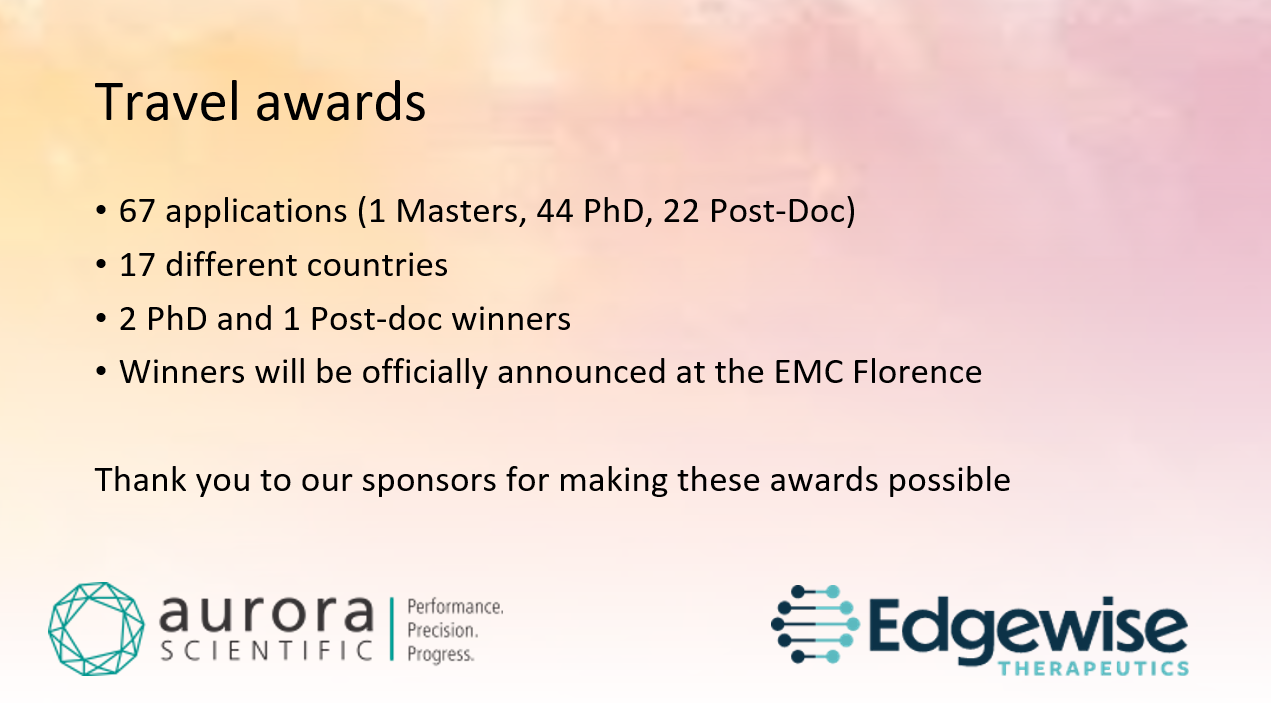 Travel awards
• 67 applications (1 Masters, 44 PhD, 22 Post-Doc)
• 17 different countries
• 2 PhD and 1 Post-doc winners
• Winners will be officially announced at the EMC Florence
Thank you to our sponsors for making these awards possible
aurora
SCIENTIFIC
Performance.
Precision.
Progress.
Edgewise
THERAPEUTICS